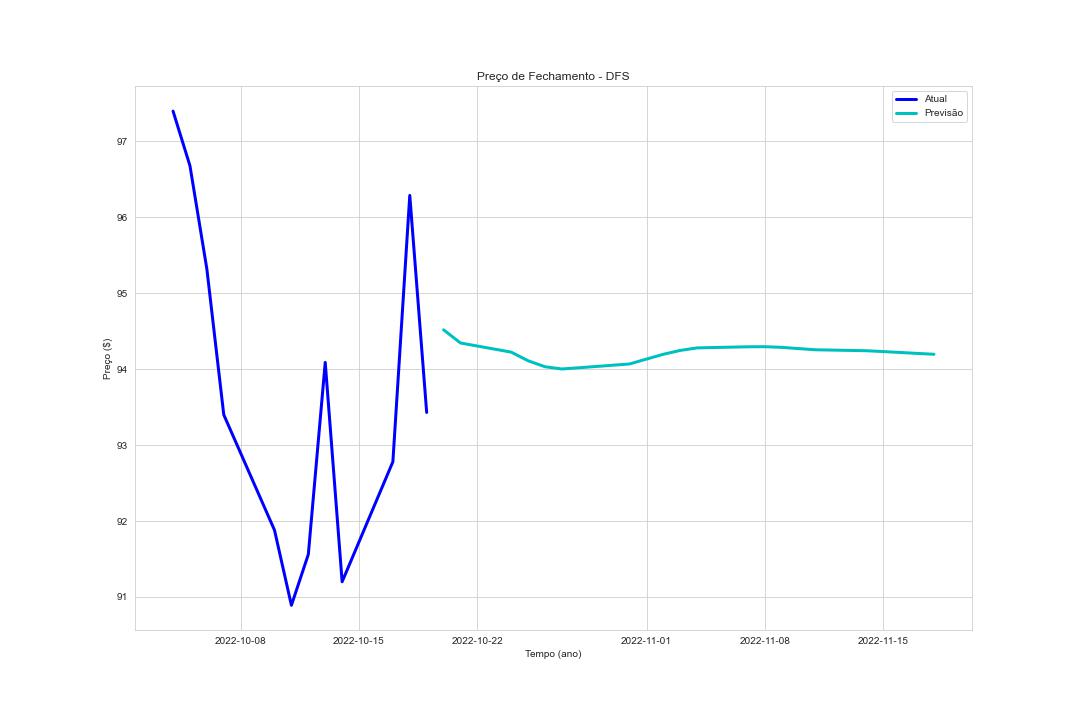 Preço de Fechamento - DFS
Atual
Previsão
97
96
95
94
93
92
91
Preço ($)
2022-10-08
2022-10-15
2022-10-22
2022-11-01
2022-11-08
2022-11-15
Tempo (ano)